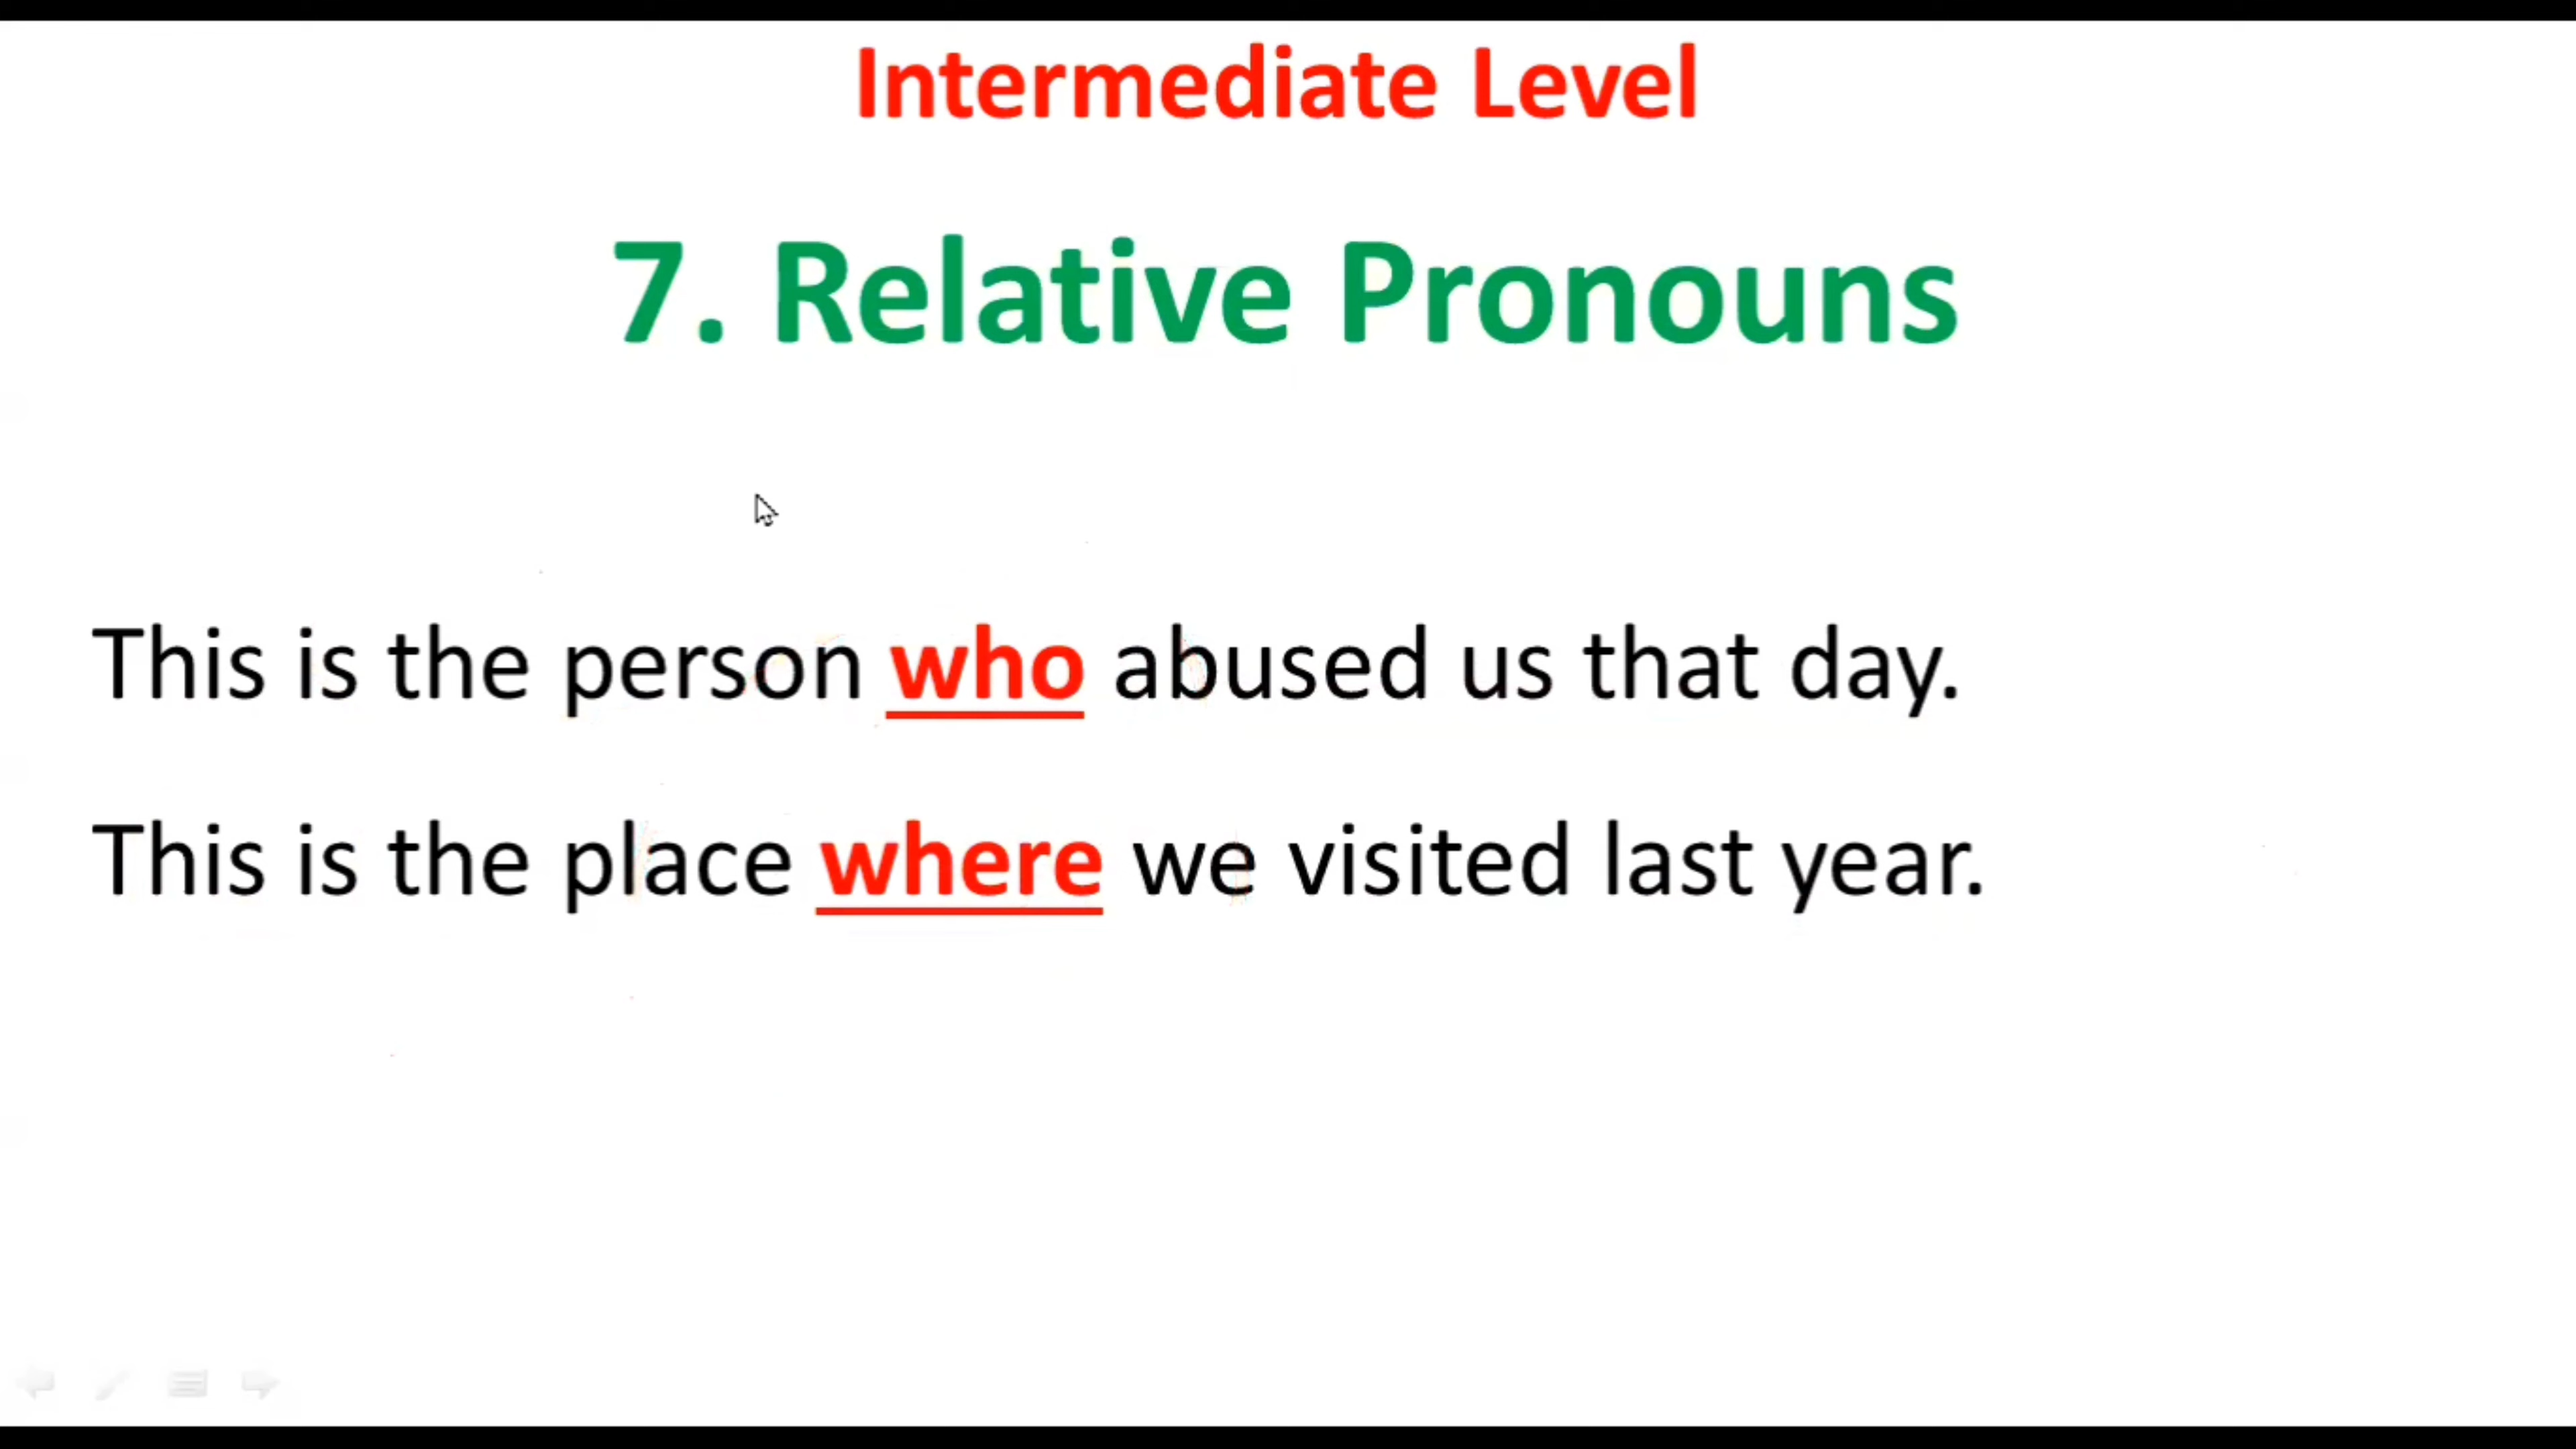 Intermediate Level
7. Relative Pronouns
This is the person who abused us that day.
This is the place where we visited last year.